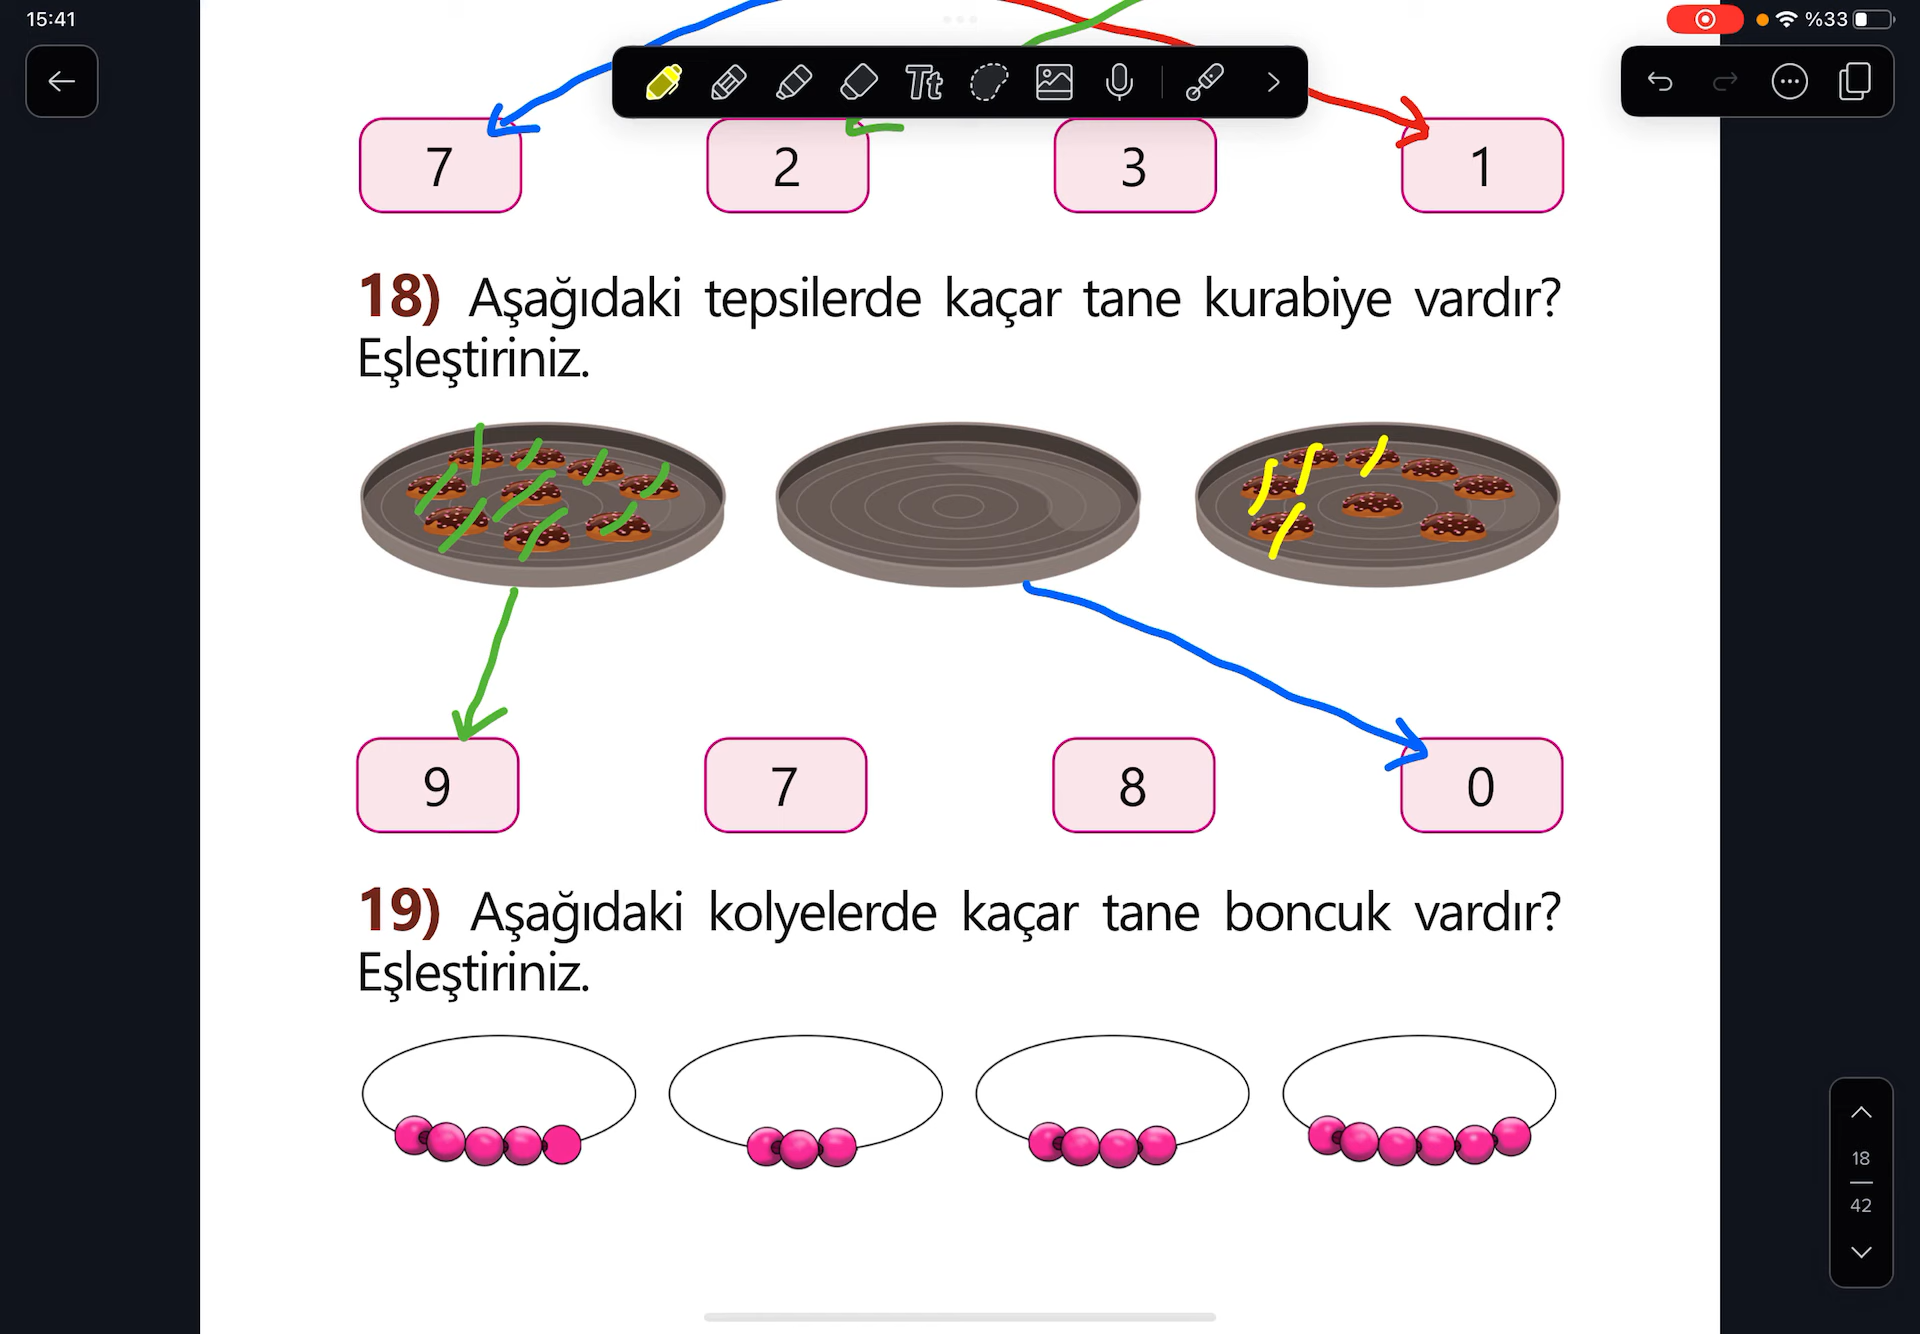 15:41
%33
Tt
7
2
3
1
18) Aşağıdaki tepsilerde kaçar tane kurabiye vardır?
Eşleştiriniz.
9
7
8
0
19) Aşağıdaki kolyelerde kaçar tane boncuk vardır?
Eşleştiriniz.
18
42